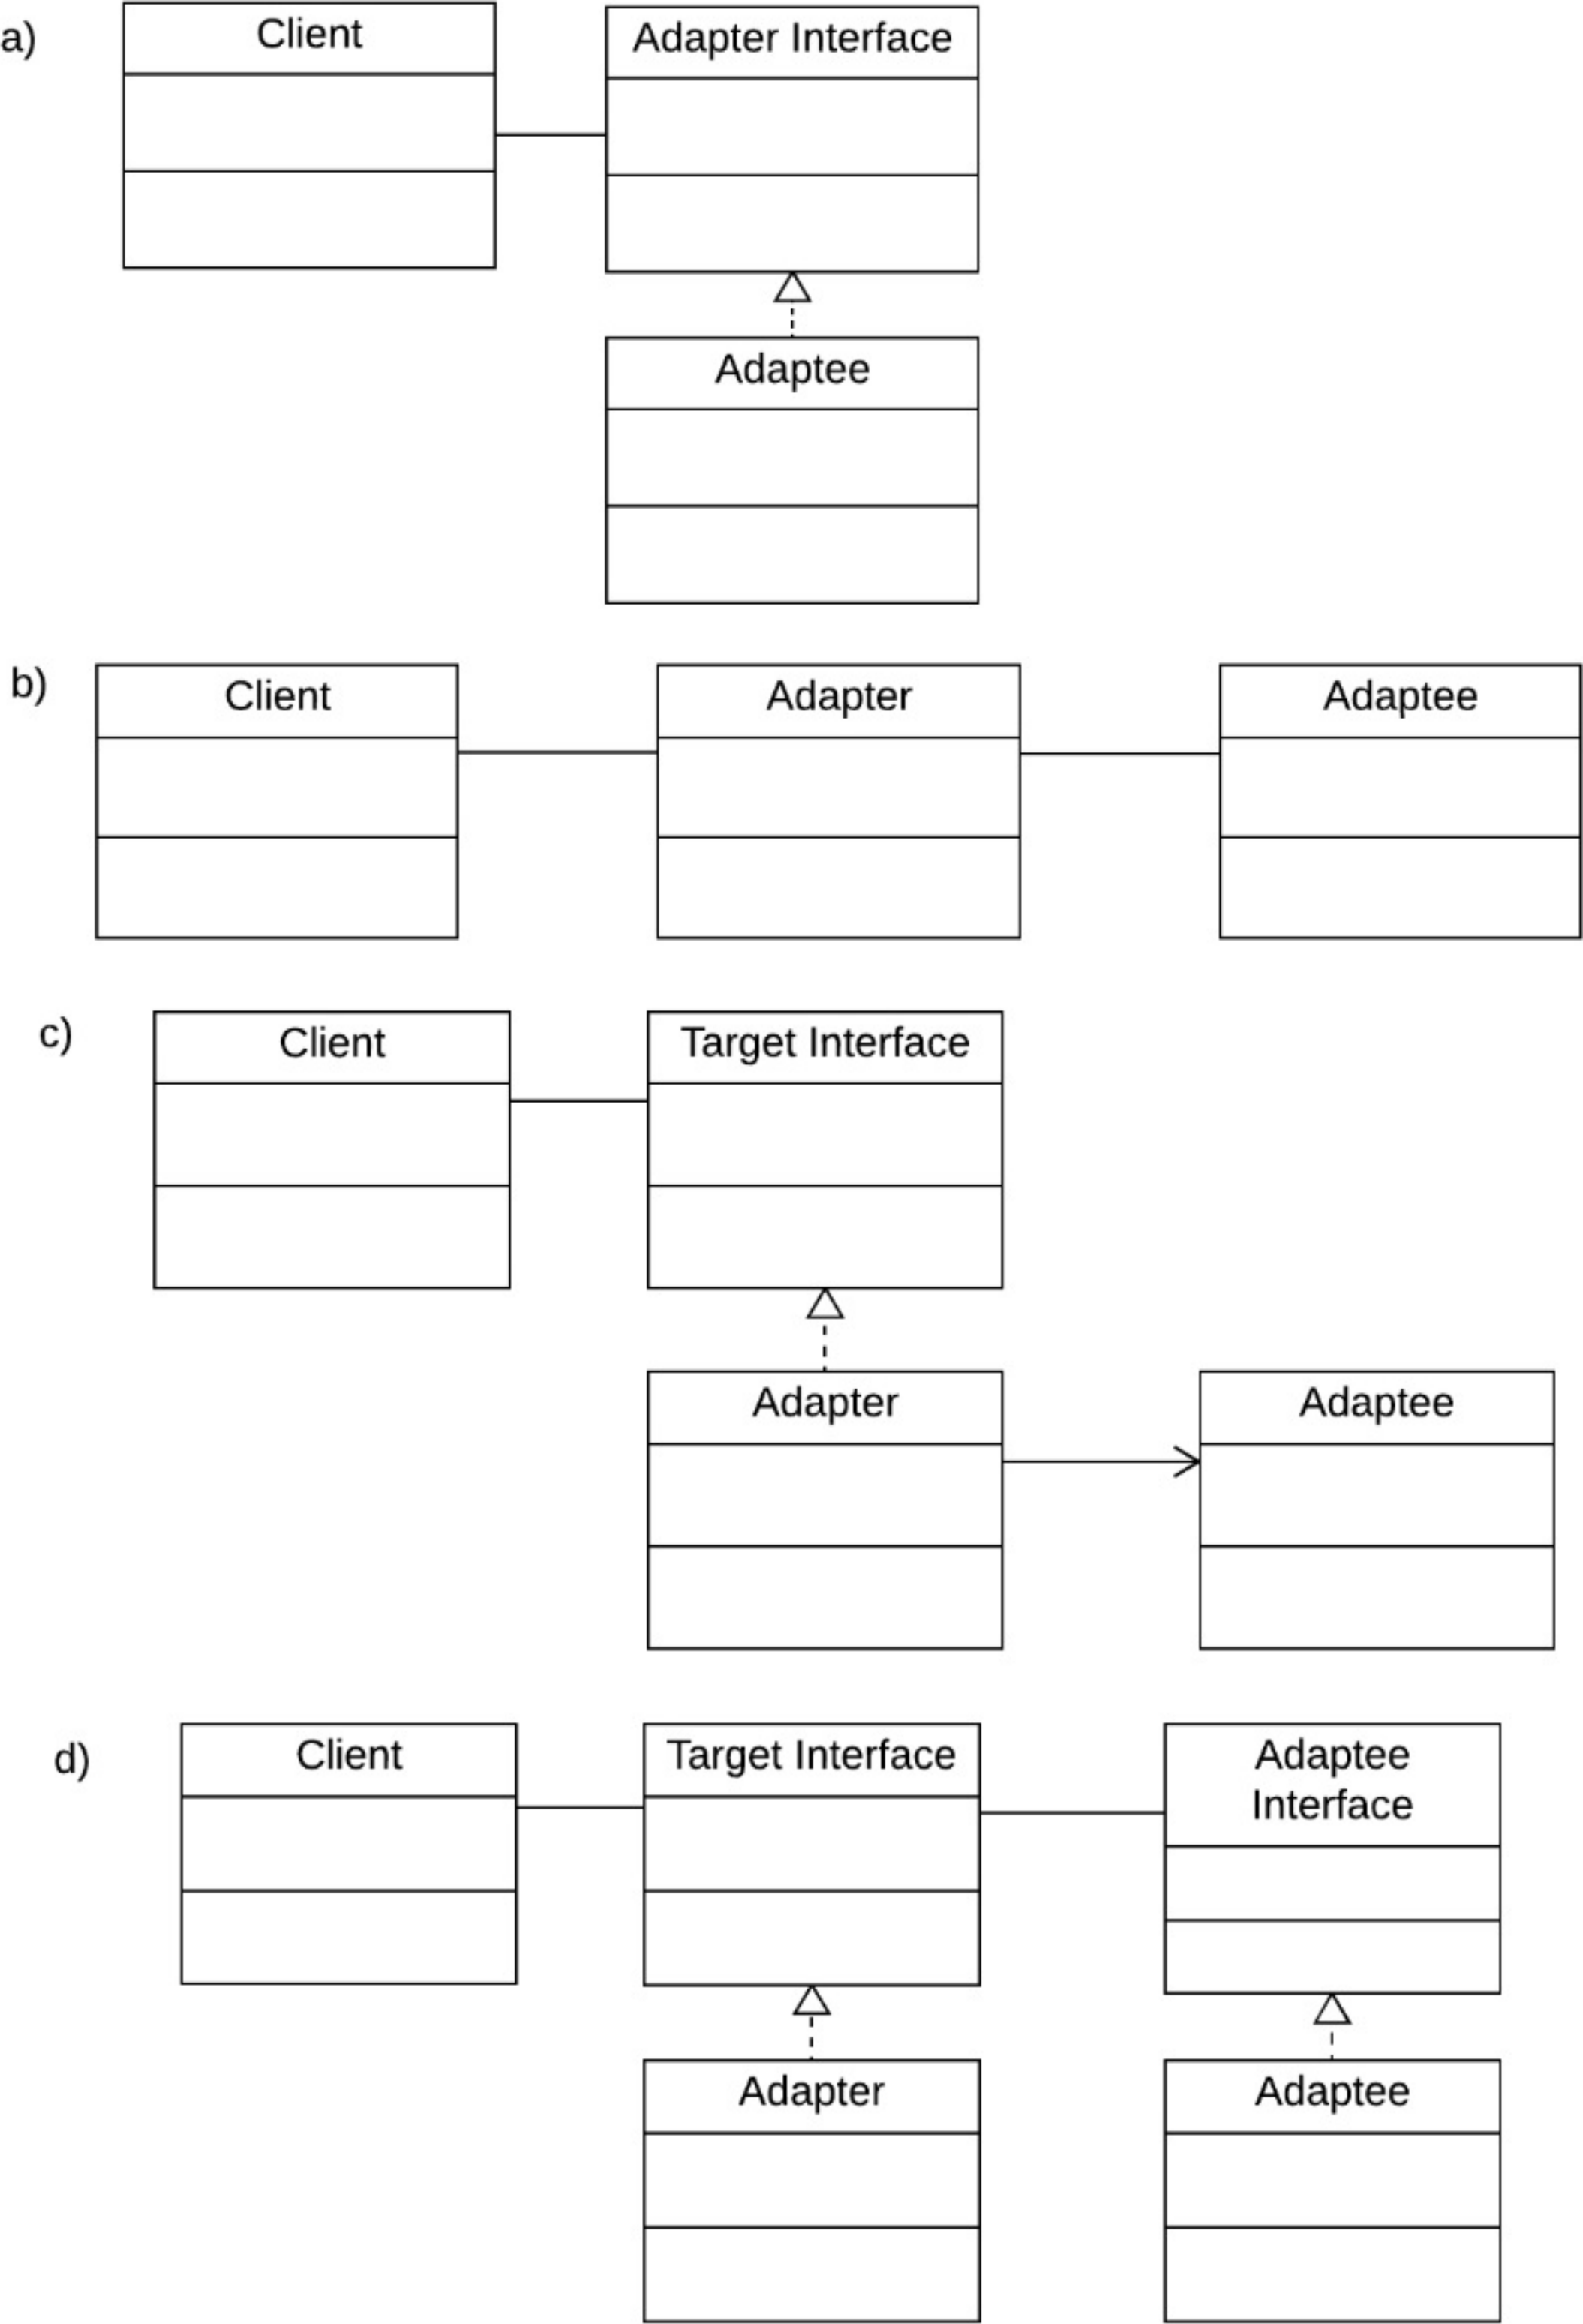 a)
Client
Adapter Interface
Adaptee
b)
Client
Adapter
Adaptee
c)
Client
Target Interface
Adapter
Adaptee
d)
Client
Target Interface
Adaptee
Interface
Adapter
Adaptee